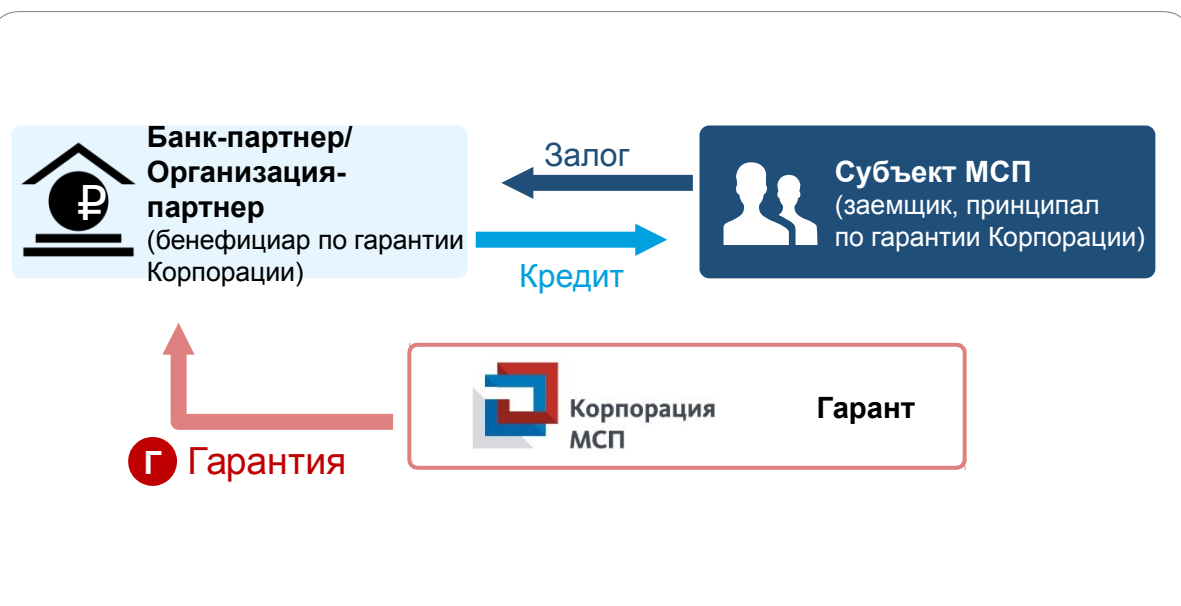 Банк-партнер/
Организация-
партнер
(бенефициар по гарантии
Корпорации)
Залог
Кредит
Субъект МСП
(заемщик, принципал
по гарантии Корпорации)
Корпорация
МСП
Гарант
Г Гарантия